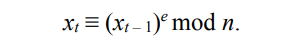 xₜ ≡ (xₜ ₋ ₁)ᵉ mod n.